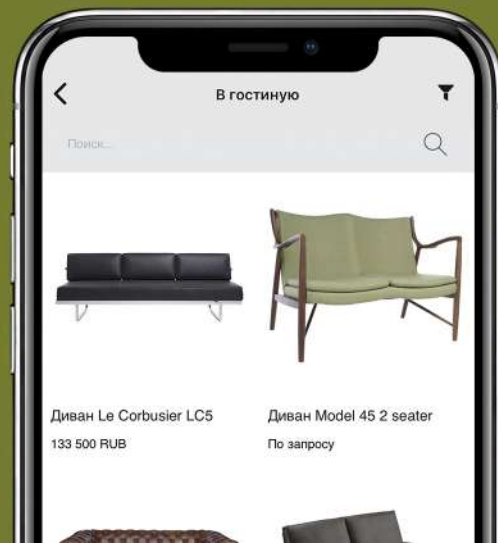 В гостиную
Поиск...
Диван Le Corbusier LC5
133 500 RUB
Диван Model 45 2 seater
По запросу